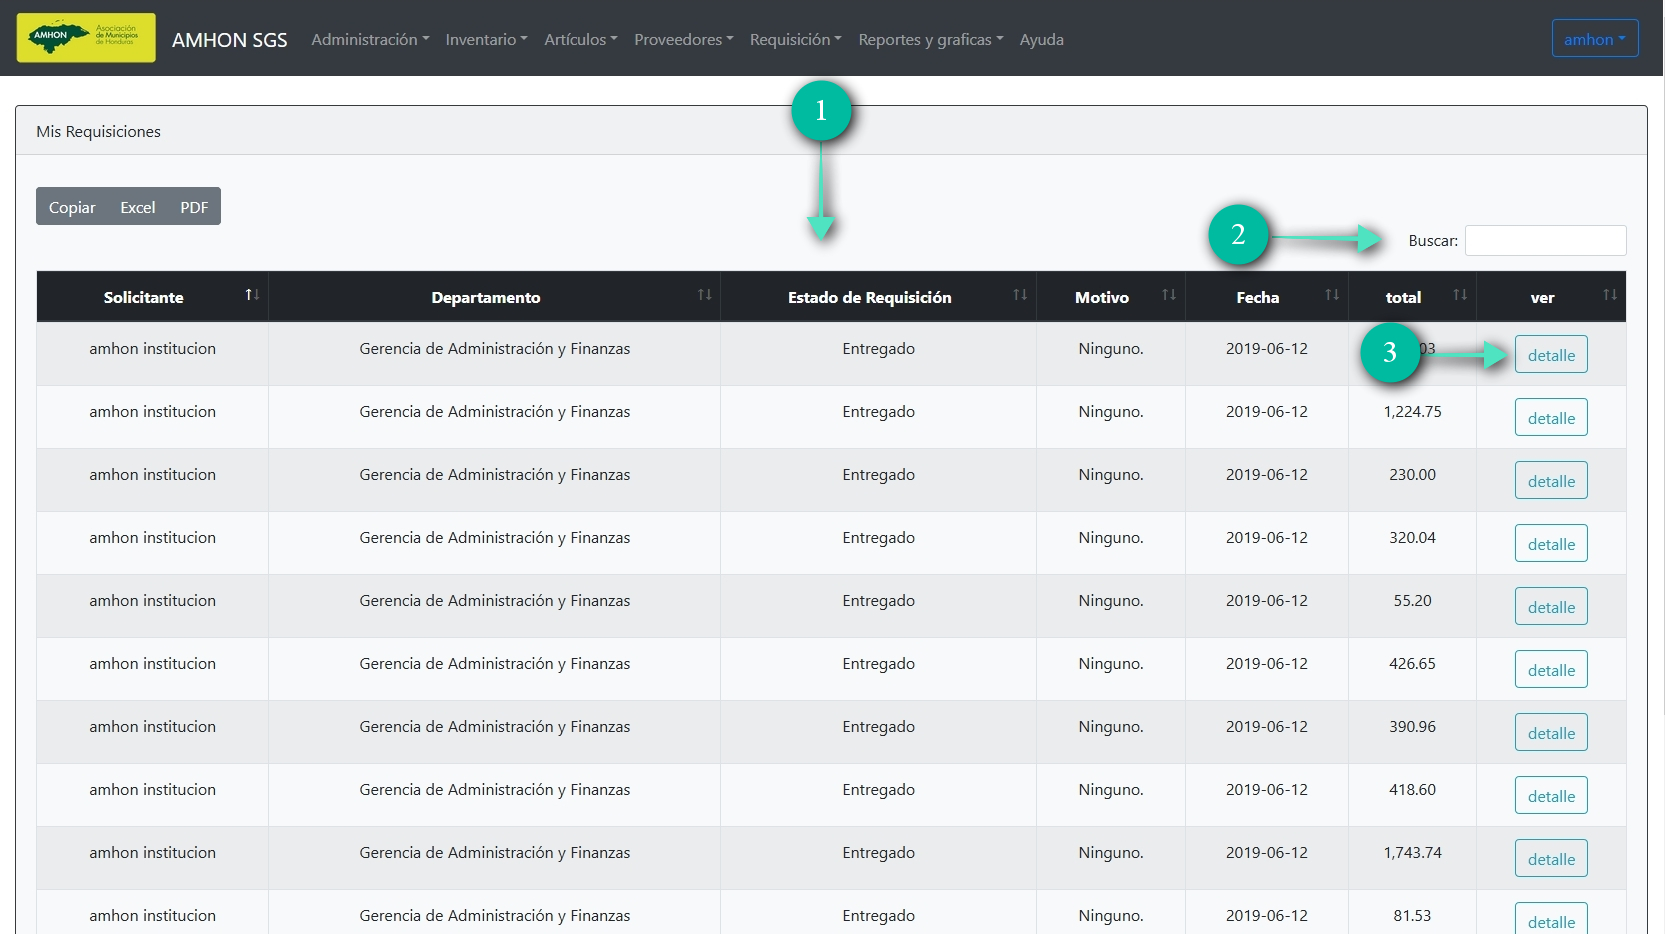 AMHON Asociación de Municipios de Honduras AMHON SGS Administración Inventario Artículos Proveedores Requisición Reportes y graficas Ayuda amhon
1
Mis Requisiciones
Copiar Excel PDF
2 Buscar:
Solicitante Departamento Estado de Requisición Motivo Fecha total ver
amhon institucion Gerencia de Administración y Finanzas Entregado Ninguno. 2019-06-12 3 03 detalle
amhon institucion Gerencia de Administración y Finanzas Entregado Ninguno. 2019-06-12 1,224.75 detalle
amhon institucion Gerencia de Administración y Finanzas Entregado Ninguno. 2019-06-12 230.00 detalle
amhon institucion Gerencia de Administración y Finanzas Entregado Ninguno. 2019-06-12 320.04 detalle
amhon institucion Gerencia de Administración y Finanzas Entregado Ninguno. 2019-06-12 55.20 detalle
amhon institucion Gerencia de Administración y Finanzas Entregado Ninguno. 2019-06-12 426.65 detalle
amhon institucion Gerencia de Administración y Finanzas Entregado Ninguno. 2019-06-12 390.96 detalle
amhon institucion Gerencia de Administración y Finanzas Entregado Ninguno. 2019-06-12 418.60 detalle
amhon institucion Gerencia de Administración y Finanzas Entregado Ninguno. 2019-06-12 1,743.74 detalle
amhon institucion Gerencia de Administración y Finanzas Entregado Ninguno. 2019-06-12 81.53 detalle